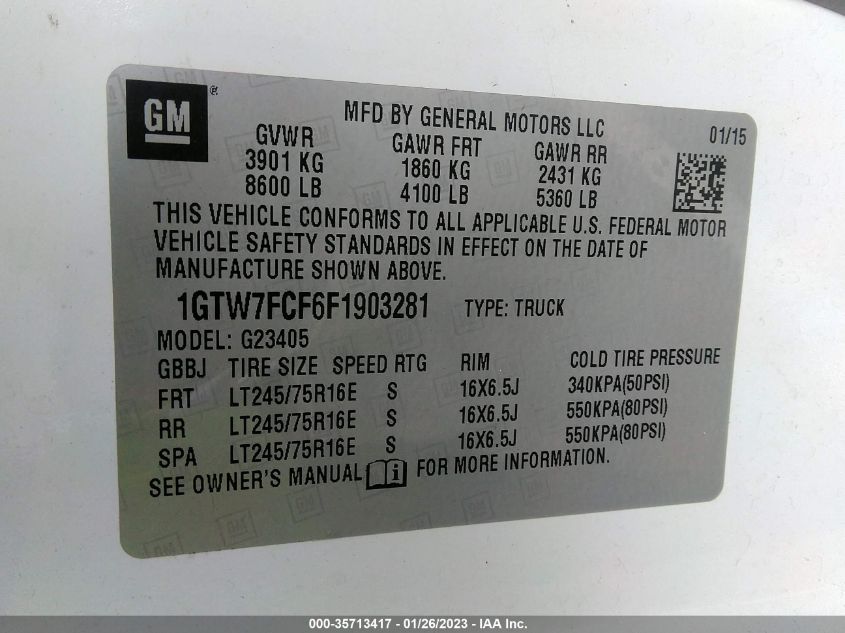 GM ®
MFD BY GENERAL MOTORS LLC
01/15
GVWR GAWR FRT GAWR RR
3901 KG 1860 KG 2431 KG
8600 LB 4100 LB 5360 LB
THIS VEHICLE CONFORMS TO ALL APPLICABLE U.S. FEDERAL MOTOR
VEHICLE SAFETY STANDARDS IN EFFECT ON THE DATE OF
MANUFACTURE SHOWN ABOVE.
1GTW7FCF6F1903281 TYPE: TRUCK
MODEL: G23405
GBBJ TIRE SIZE SPEED RTG RIM COLD TIRE PRESSURE
FRT LT245/75R16E S 16X6.5J 340KPA(50PSI)
RR LT245/75R16E S 16X6.5J 550KPA(80PSI)
SPA LT245/75R16E S 16X6.5J 550KPA(80PSI)
SEE OWNER'S MANUAL i FOR MORE INFORMATION.
000-35713417 - 01/26/2023 - IAA Inc.